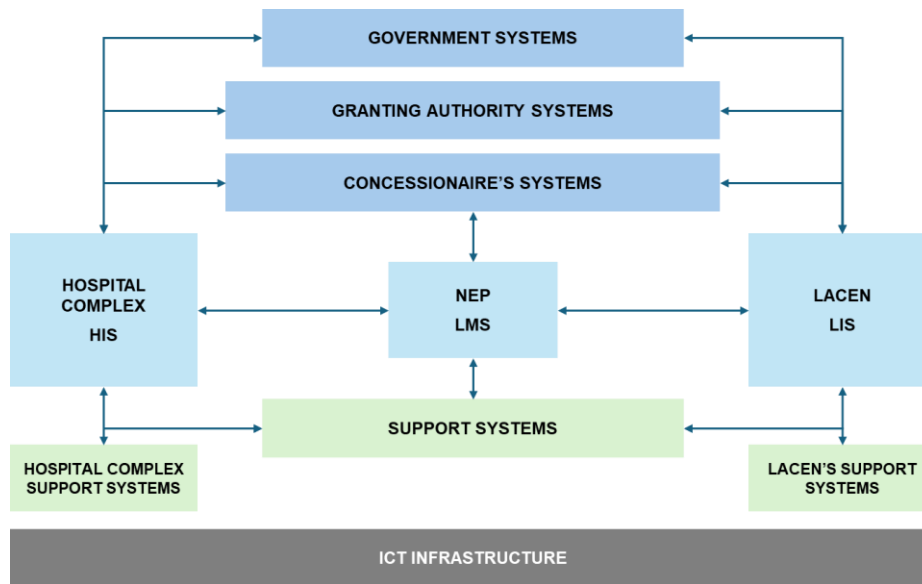 GOVERNMENT SYSTEMS
GRANTING AUTHORITY SYSTEMS
CONCESSIONAIRE'S SYSTEMS
HOSPITAL
COMPLEX
HIS
NEP
LMS
LACEN
LIS
SUPPORT SYSTEMS
HOSPITAL COMPLEX
SUPPORT SYSTEMS
LACEN'S SUPPORT
SYSTEMS
ICT INFRASTRUCTURE